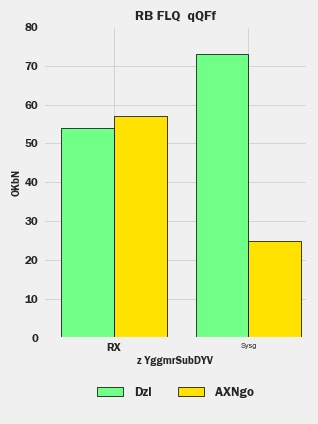 RB FLQ  qQFf
80
70
60
50
40
30
20
10
0
OKbN
RX
Sysg
z YggmrSubDYV
Dzl
AXNgo